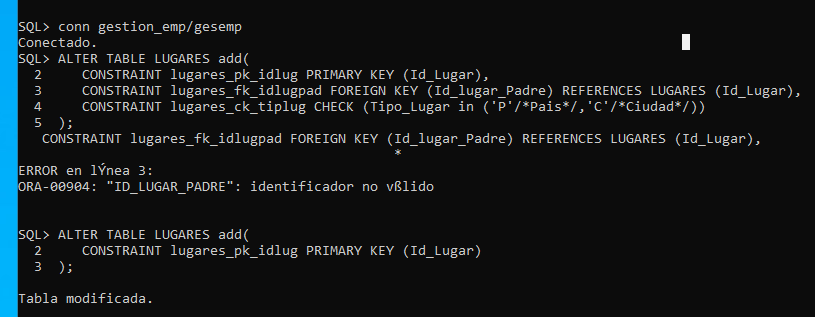 SQL> conn gestion_emp/gesemp
Conectado.
SQL> ALTER TABLE LUGARES add(
  2     CONSTRAINT lugares_pk_idlug PRIMARY KEY (Id_Lugar),
  3     CONSTRAINT lugares_fk_idlugpad FOREIGN KEY (Id_lugar_Padre) REFERENCES LUGARES (Id_Lugar),
  4     CONSTRAINT lugares_ck_tiplug CHECK (Tipo_Lugar in ('P'/*Pais*/,'C'/*Ciudad*/))
  5  );
   CONSTRAINT lugares_fk_idlugpad FOREIGN KEY (Id_lugar_Padre) REFERENCES LUGARES (Id_Lugar),
                                               *
ERROR en lÝnea 3:
ORA-00904: "ID_LUGAR_PADRE": identificador no vßlido
SQL> ALTER TABLE LUGARES add(
  2     CONSTRAINT lugares_pk_idlug PRIMARY KEY (Id_Lugar)
  3  );
Tabla modificada.